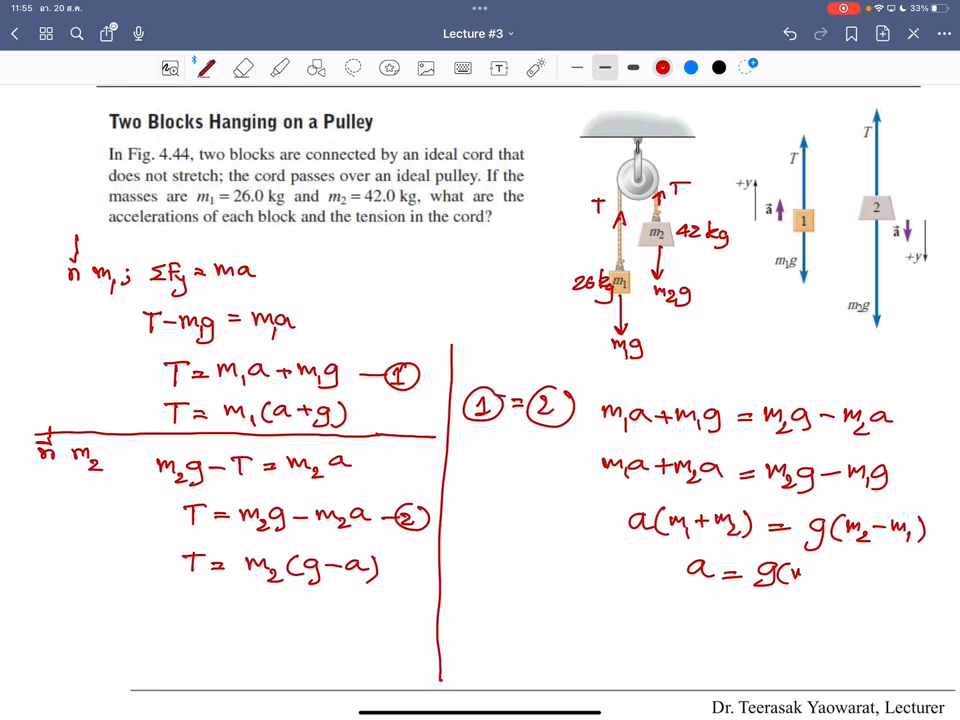 11:55 อา. 20 ส.ค.
33%
Lecture #3
Two Blocks Hanging on a Pulley
In Fig. 4.44, two blocks are connected by an ideal cord that
does not stretch; the cord passes over an ideal pulley. If the
masses are m₁ = 26.0 kg and m₂ = 42.0 kg, what are the
accelerations of each block and the tension in the cord?
T
T
m₂
42 kg
26 kg
m₁
m₂g
m₁g
T
+y
a⃗
1
m₁g
T
2
a⃗
+y
m₂g
ที่ m₁; ΣFy = ma
T - m₁g = m₁a
T = m₁a + m₁g — ①
T = m₁(a+g)
ที่ m₂ m₂g - T = m₂a
T = m₂g - m₂a — ②
T = m₂(g-a)
① = ② m₁a + m₁g = m₂g - m₂a
m₁a + m₂a = m₂g - m₁g
a(m₁+m₂) = g(m₂-m₁)
a = g(
Dr. Teerasak Yaowarat, Lecturer